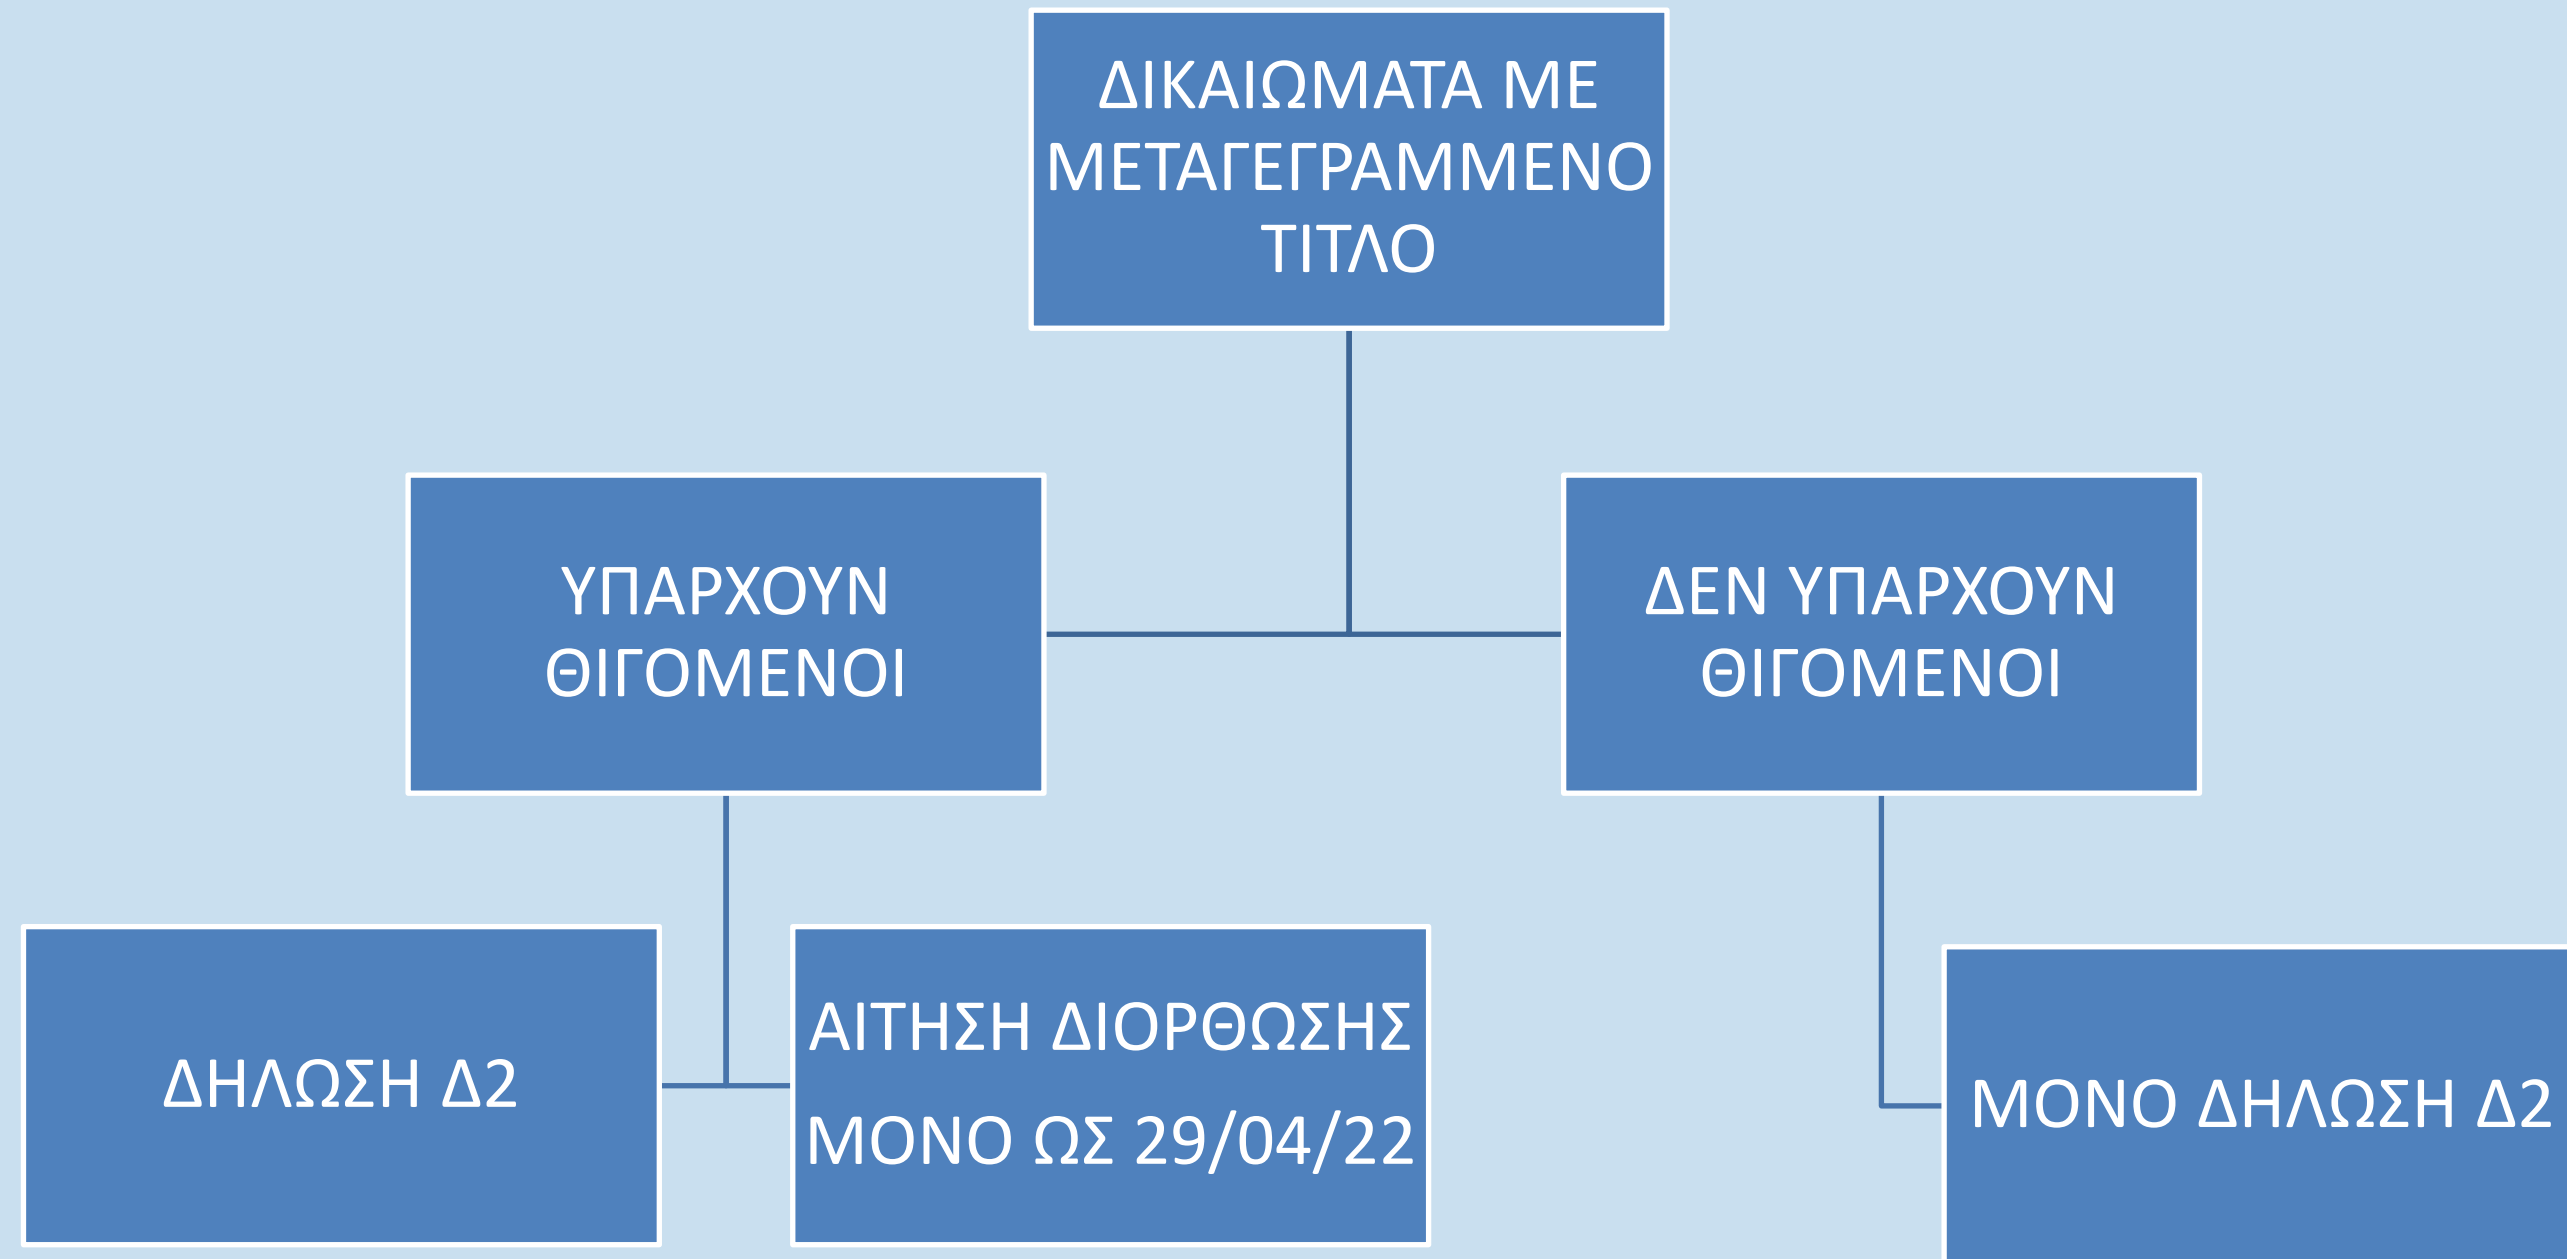 ΔΙΚΑΙΩΜΑΤΑ ΜΕ
ΜΕΤΑΓΕΓΡΑΜΜΕΝΟ
ΤΙΤΛΟ
ΥΠΑΡΧΟΥΝ
ΘΙΓΟΜΕΝΟΙ
ΔΕΝ ΥΠΑΡΧΟΥΝ
ΘΙΓΟΜΕΝΟΙ
ΔΗΛΩΣΗ Δ2
ΑΙΤΗΣΗ ΔΙΟΡΘΩΣΗΣ
ΜΟΝΟ ΩΣ 29/04/22
ΜΟΝΟ ΔΗΛΩΣΗ Δ2